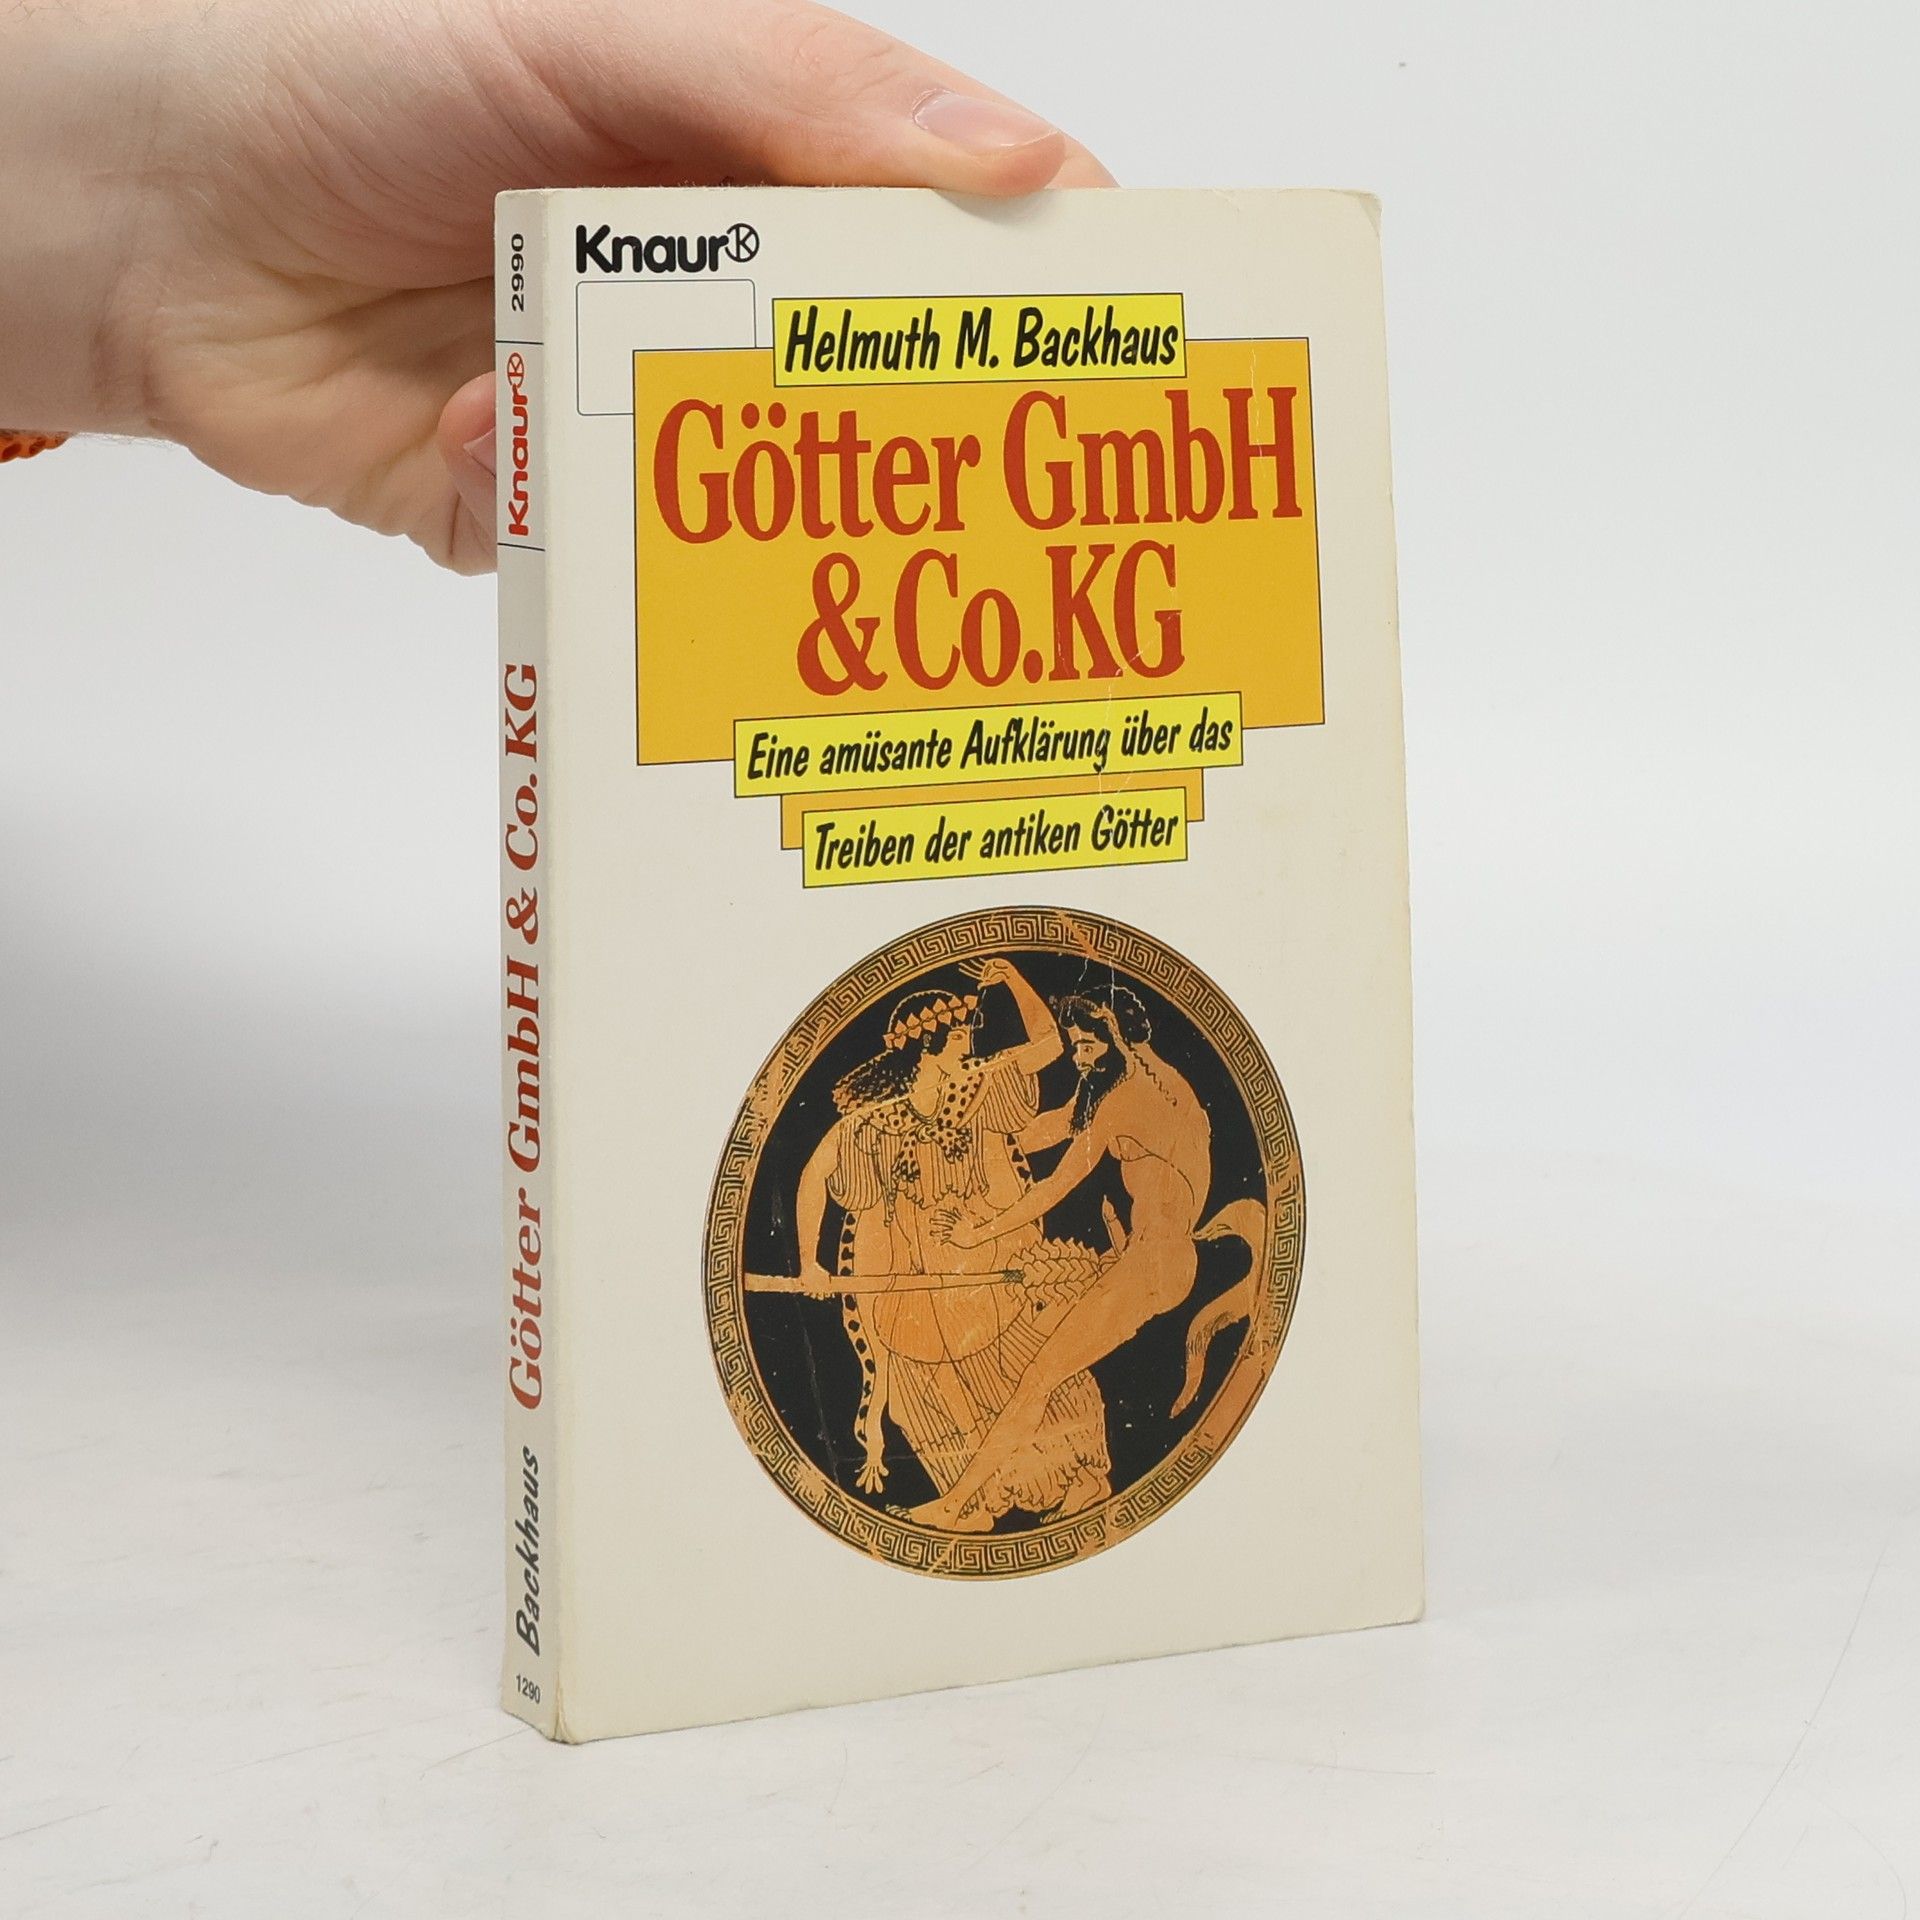 Knaur
Helmuth M. Backhaus
Götter GmbH
& Co. KG
Eine amüsante Aufklärung über das
Treiben der antiken Götter
2990
Knaur
Götter GmbH & Co. KG
Backhaus
1290